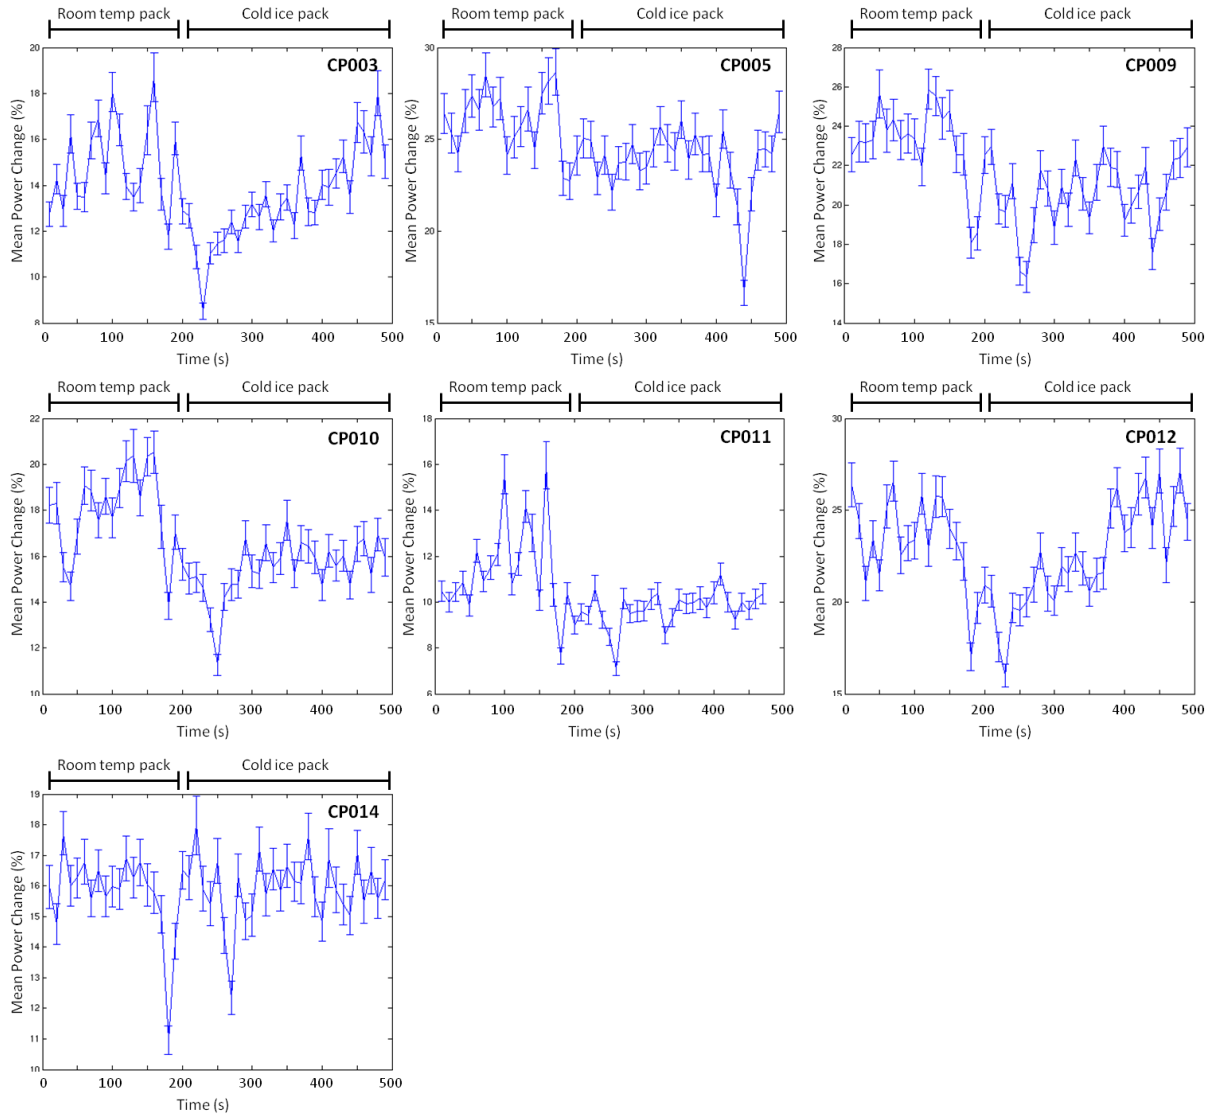 Room temp pack Cold ice pack Room temp pack Cold ice pack Room temp pack Cold ice pack
CP003 CP005 CP009
Mean Power Change (%) Mean Power Change (%) Mean Power Change (%)
20 18 16 14 12 10 8
30 25 20 15
28 26 24 22 20 18 16 14
0 100 200 300 400 500 0 100 200 300 400 500 0 100 200 300 400 500
Time (s) Time (s) Time (s)
Room temp pack Cold ice pack Room temp pack Cold ice pack Room temp pack Cold ice pack
CP010 CP011 CP012
Mean Power Change (%) Mean Power Change (%) Mean Power Change (%)
22 20 18 16 14 12 10
18 16 14 12 10 8 6
30 25 20 15
0 100 200 300 400 500 0 100 200 300 400 500 0 100 200 300 400 500
Time (s) Time (s) Time (s)
Room temp pack Cold ice pack
CP014
Mean Power Change (%)
19 18 17 16 15 14 13 12 11 10
0 100 200 300 400 500
Time (s)